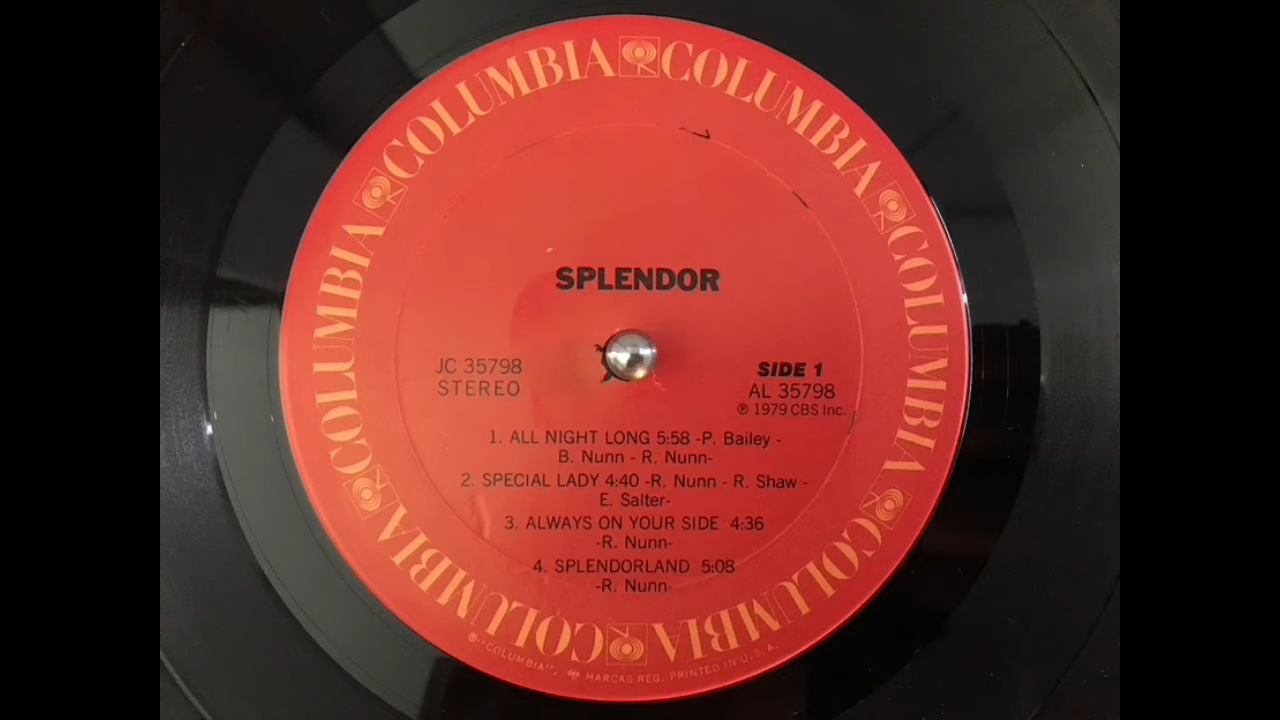 COLUMBIA COLUMBIA COLUMBIA COLUMBIA COLUMBIA COLUMBIA COLUMBIA COLUMBIA
SPLENDOR
JC 35798
STEREO
SIDE 1
AL 35798
℗ 1979 CBS Inc.
1. ALL NIGHT LONG 5:58 -P. Bailey -
B. Nunn - R. Nunn-
2. SPECIAL LADY 4:40 -R. Nunn - R. Shaw -
E. Salter-
3. ALWAYS ON YOUR SIDE 4:36
-R. Nunn-
4. SPLENDORLAND 5:08
-R. Nunn-
®"COLUMBIA", MARCAS REG. PRINTED IN U.S.A.